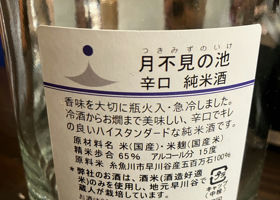 つきみずのいけ
月不見の池
辛口 純米酒
香味を大切に瓶火入・急冷しました。
冷酒からお燗まで美味しい、辛口でキレ
の良いハイスタンダードな純米酒です。
原材料名 米(国産)・米麹(国産米)
精米歩合 65% アルコール分 15度
原料米 糸魚川市早川谷産五百万石100%
*弊社のお酒は、酒米(酒造好適
米)のみを使用し、地元早川谷で
蔵人が栽培しています。